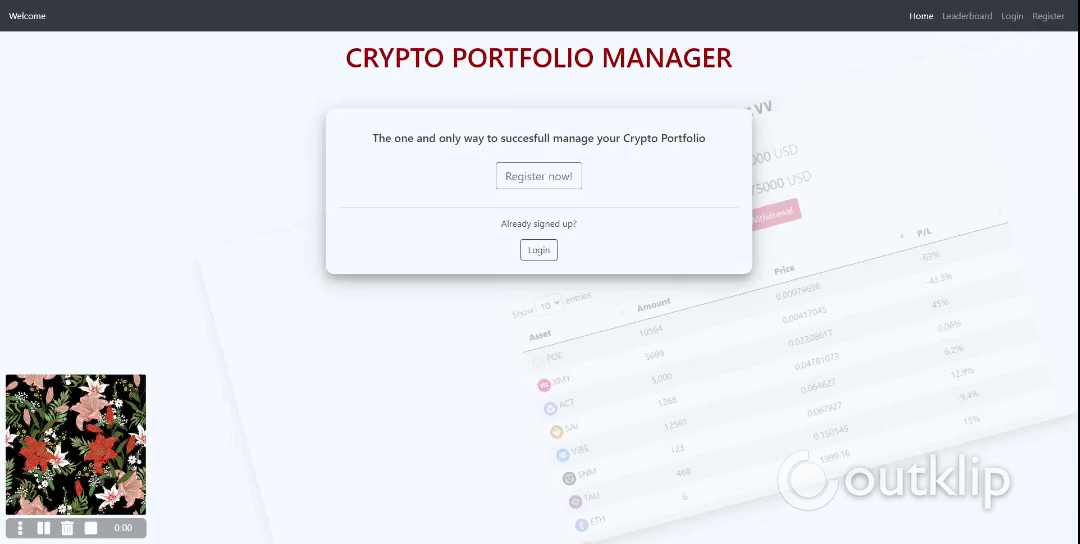 Welcome
Home Leaderboard Login Register
CRYPTO PORTFOLIO MANAGER
The one and only way to succesfull manage your Crypto Portfolio
Register now!
Already signed up?
Login
000 USD
75000 USD
Withdrawal
Show 10 entries
Asset Amount Price P/L
POE 10564 0.00079688 -63%
XMY 5698 0.00417045 -43.3%
ACT 5,000 0.02208617 45%
SAI 1268 0.04781073 0.08%
VIBE 12561 0.064627 6.2%
SNM 123 0.067927 12.9%
TAU 468 0.150145 -9.4%
ETH 6 1999.16 15%
outklip
0:00